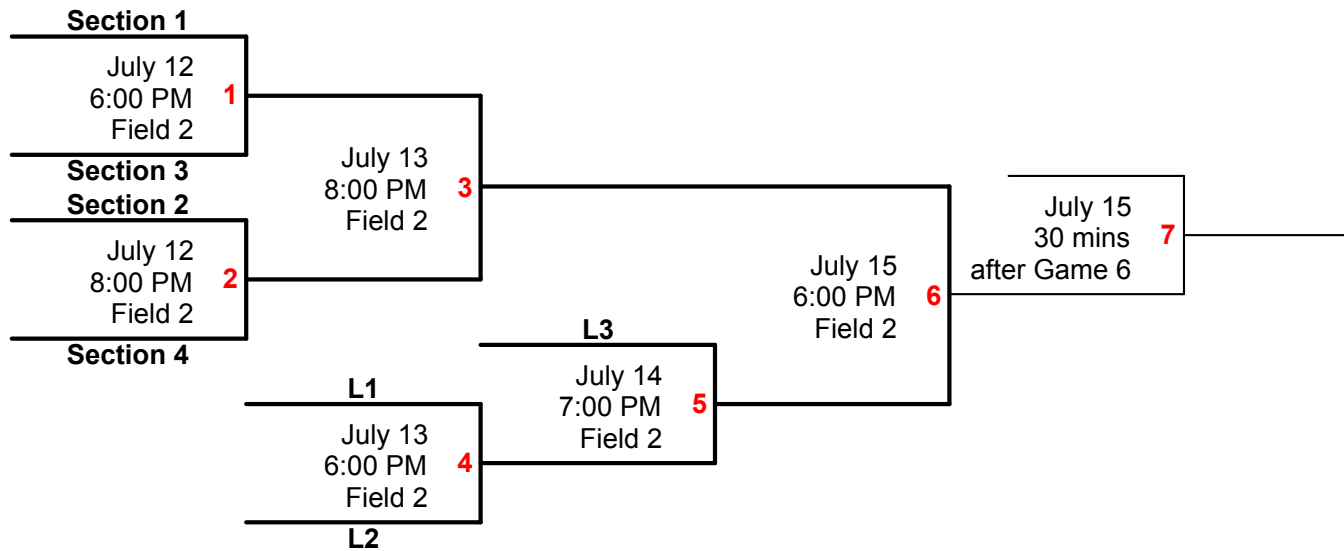 Section 1
July 12
6:00 PM
Field 2
1
Section 3
Section 2
July 12
8:00 PM
Field 2
2
Section 4
July 13
8:00 PM
Field 2
3
L1
July 13
6:00 PM
Field 2
4
L2
L3
July 14
7:00 PM
Field 2
5
July 15
6:00 PM
Field 2
6
July 15
30 mins
after Game 6
7